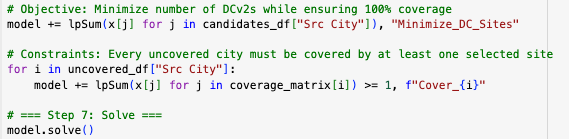 # Objective: Minimize number of DCv2s while ensuring 100% coverage
model += lpSum(x[j] for j in candidates_df["Src City"]), "Minimize_DC_Sites"
# Constraints: Every uncovered city must be covered by at least one selected site
for i in uncovered_df["Src City"]:
    model += lpSum(x[j] for j in coverage_matrix[i]) >= 1, f"Cover_{i}"
# === Step 7: Solve ===
model.solve()